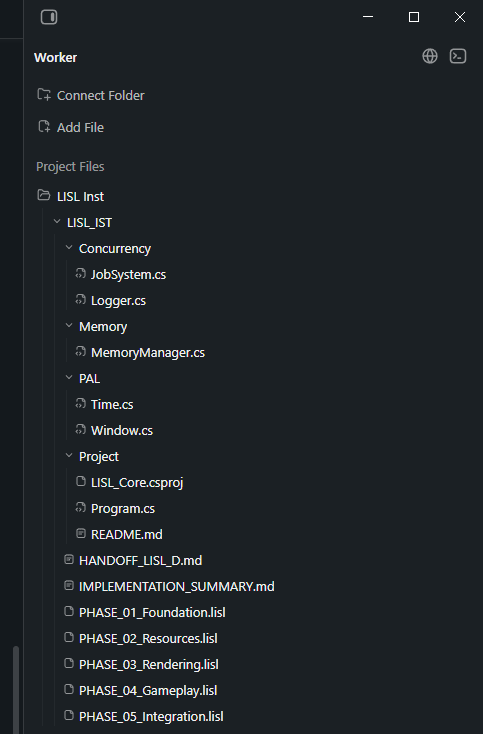 Worker
Connect Folder
Add File
Project Files
LISL Inst
LISL_IST
Concurrency
JobSystem.cs
Logger.cs
Memory
MemoryManager.cs
PAL
Time.cs
Window.cs
Project
LISL_Core.csproj
Program.cs
README.md
HANDOFF_LISL_D.md
IMPLEMENTATION_SUMMARY.md
PHASE_01_Foundation.lisl
PHASE_02_Resources.lisl
PHASE_03_Rendering.lisl
PHASE_04_Gameplay.lisl
PHASE_05_Integration.lisl